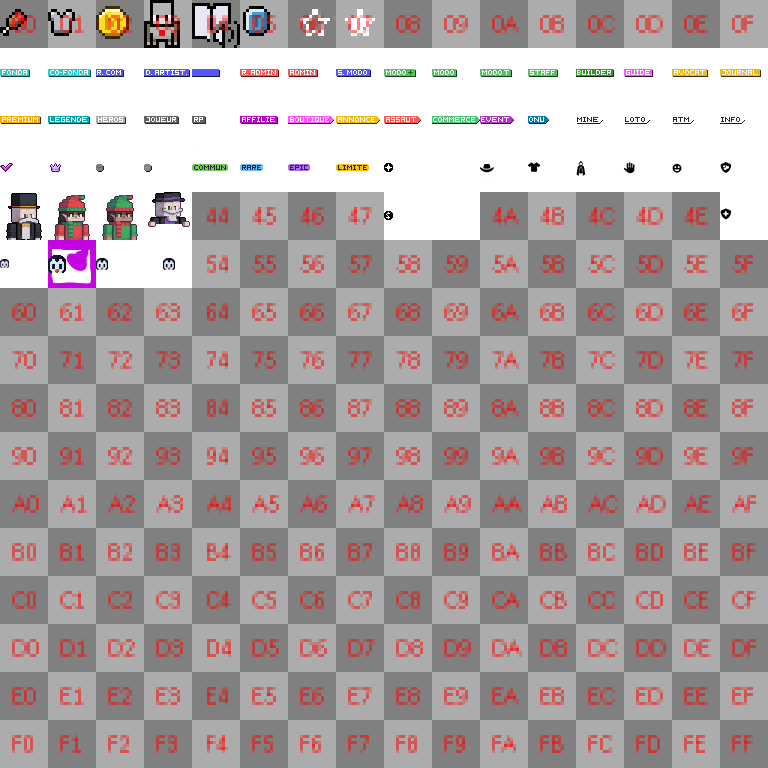 08 09 0A 0B 0C 0D 0E 0F
FONDA CO-FONDA R.COM D.ARTIST R.ADMIN ADMIN S.MODO MODO+ MODO MODOT STAFF BUILDER GUIDE AVOCAT JOURNAL
PREMIUM LEGENDE HEROS JOUEUR RP AFFILIE BOUTIQUE ANNONCE ASSAUT COMMERCE EVENT ONU MINE LOTO ATM INFO
COMMUN RARE EPIC LIMITE
44 45 46 47 4A 4B 4C 4D 4E
54 55 56 57 58 59 5A 5B 5C 5D 5E 5F
60 61 62 63 64 65 66 67 68 69 6A 6B 6C 6D 6E 6F
70 71 72 73 74 75 76 77 78 79 7A 7B 7C 7D 7E 7F
80 81 82 83 84 85 86 87 88 89 8A 8B 8C 8D 8E 8F
90 91 92 93 94 95 96 97 98 99 9A 9B 9C 9D 9E 9F
A0 A1 A2 A3 A4 A5 A6 A7 A8 A9 AA AB AC AD AE AF
B0 B1 B2 B3 B4 B5 B6 B7 B8 B9 BA BB BC BD BE BF
C0 C1 C2 C3 C4 C5 C6 C7 C8 C9 CA CB CC CD CE CF
D0 D1 D2 D3 D4 D5 D6 D7 D8 D9 DA DB DC DD DE DF
E0 E1 E2 E3 E4 E5 E6 E7 E8 E9 EA EB EC ED EE EF
F0 F1 F2 F3 F4 F5 F6 F7 F8 F9 FA FB FC FD FE FF